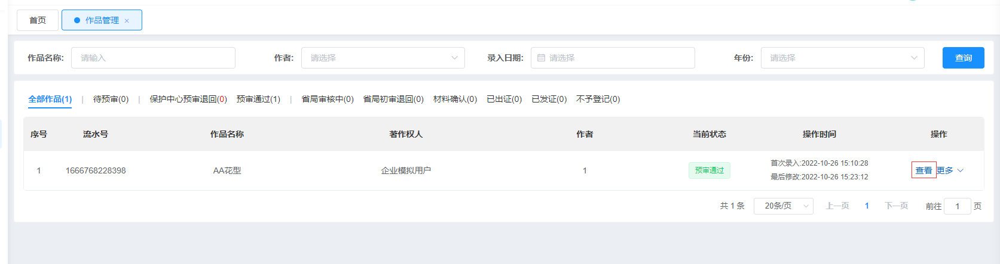 首页 作品管理 ×
作品名称: 请输入 作者: 请选择 录入日期: 请选择 年份: 请选择 查询
全部作品(1) | 待预审(0) | 保护中心预审退回(0) 预审通过(1) | 省局审核中(0) 省局初审退回(0) 材料确认(0) 已出证(0) 已发证(0) 不予登记(0)
序号 流水号 作品名称 著作权人 作者 当前状态 操作时间 操作
1 1666768228398 AA花型 企业模拟用户 1 预审通过 首次录入:2022-10-26 15:10:28 查看 更多
最后修改:2022-10-26 15:23:12
共 1 条 20条/页 上一页 1 下一页 前往 1 页